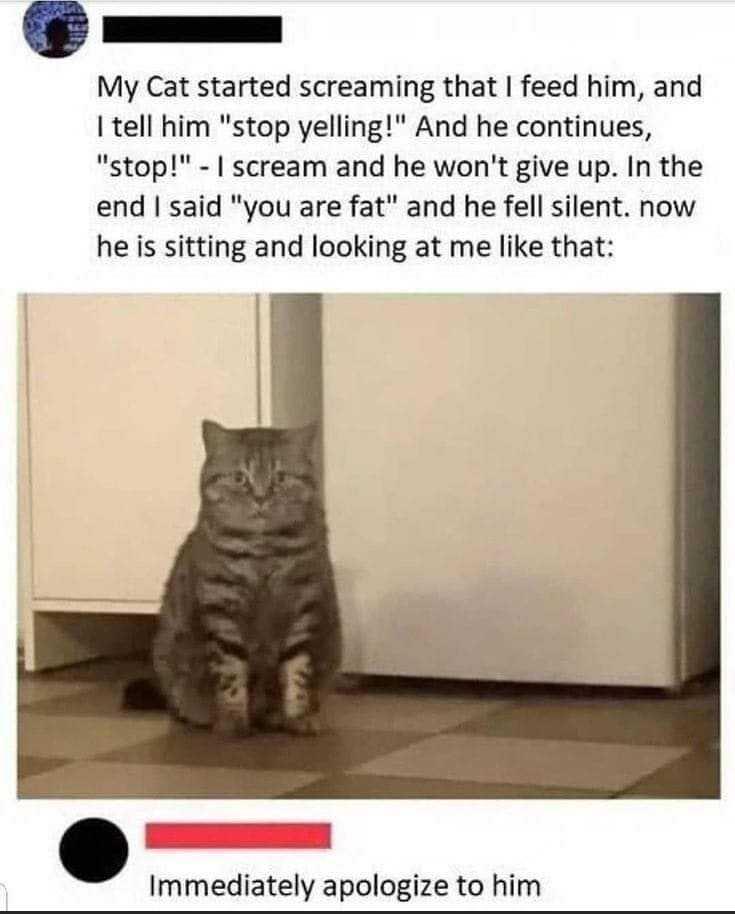 My Cat started screaming that I feed him, and
I tell him "stop yelling!" And he continues,
"stop!" - I scream and he won't give up. In the
end I said "you are fat" and he fell silent. now
he is sitting and looking at me like that:
Immediately apologize to him